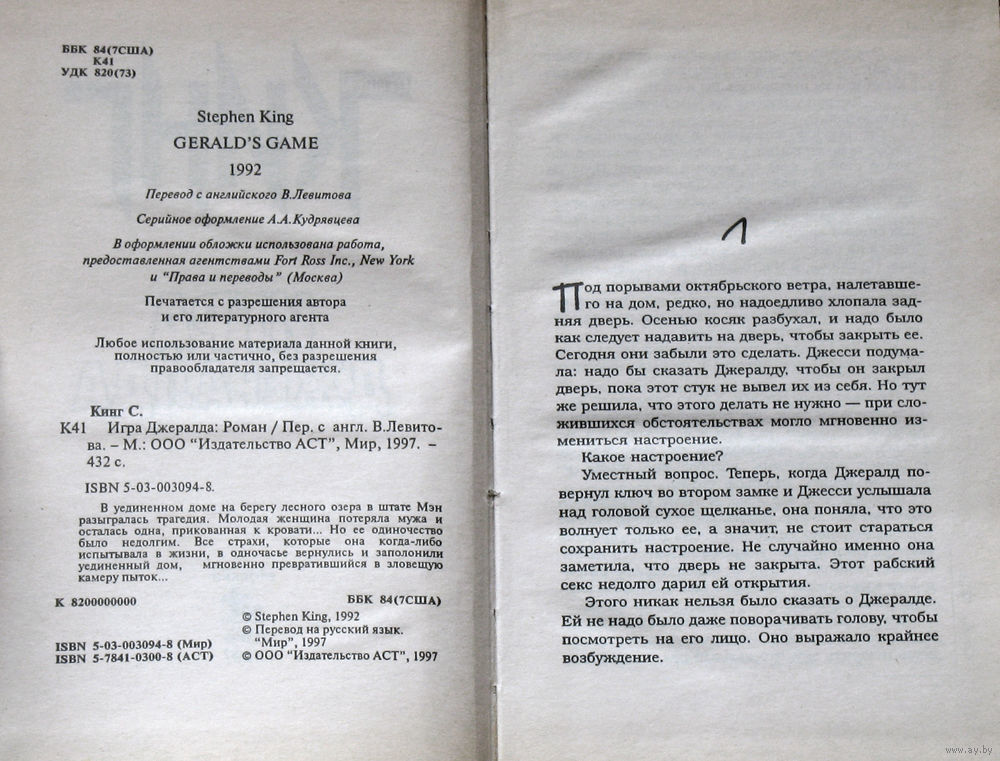 ББК 84(7США)
К41
УДК 820(73)
Stephen King
GERALD'S GAME
1992
Перевод с английского В.Левитова
Серийное оформление А.А.Кудрявцева
В оформлении обложки использована работа,
предоставленная агентствами Fort Ross Inc., New York
и "Права и переводы" (Москва)
Печатается с разрешения автора
и его литературного агента
Любое использование материала данной книги,
полностью или частично, без разрешения
правообладателя запрещается.
Кинг С.
К41 Игра Джералда: Роман / Пер. с англ. В.Левито-
ва. – М.: ООО "Издательство АСТ", Мир, 1997. –
432 с.
ISBN 5-03-003094-8.
В уединенном доме на берегу лесного озера в штате Мэн
разыгралась трагедия. Молодая женщина потеряла мужа и
осталась одна, прикованная к кровати... Но ее одиночество
было недолгим. Все страхи, которые она когда-либо
испытывала в жизни, в одночасье вернулись и заполонили
уединенный дом, мгновенно превратившийся в зловещую
камеру пыток...
К 8200000000 ББК 84(7США)
© Stephen King, 1992
© Перевод на русский язык.
"Мир", 1997
ISBN 5-03-003094-8 (Мир)
ISBN 5-7841-0300-8 (АСТ) © ООО "Издательство АСТ", 1997
1
Под порывами октябрьского ветра, налетавше-
го на дом, редко, но надоедливо хлопала зад-
няя дверь. Осенью косяк разбухал, и надо было
как следует надавить на дверь, чтобы закрыть ее.
Сегодня они забыли это сделать. Джесси подума-
ла: надо бы сказать Джералду, чтобы он закрыл
дверь, пока этот стук не вывел их из себя. Но тут
же решила, что этого делать не нужно — при сло-
жившихся обстоятельствах могло мгновенно из-
мениться настроение.
Какое настроение?
Уместный вопрос. Теперь, когда Джералд по-
вернул ключ во втором замке и Джесси услышала
над головой сухое щелканье, она поняла, что это
волнует только ее, а значит, не стоит стараться
сохранить настроение. Не случайно именно она
заметила, что дверь не закрыта. Этот рабский
секс недолго дарил ей открытия.
Этого никак нельзя было сказать о Джералде.
Ей не надо было даже поворачивать голову, чтобы
посмотреть на его лицо. Оно выражало крайнее
возбуждение.
www.ay.by